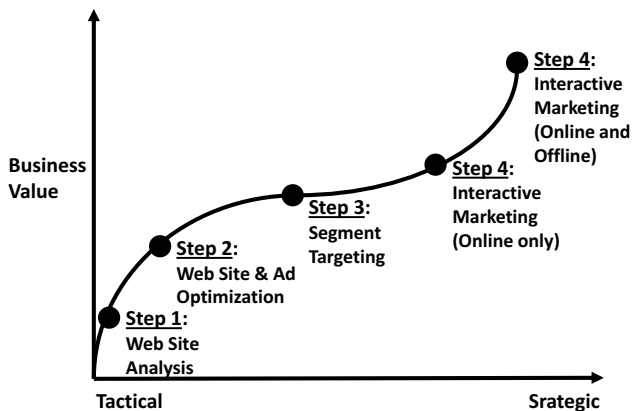 Step 4:
Interactive
Marketing
(Online and
Offline)
Business
Value
Step 4:
Interactive
Marketing
(Online only)
Step 3:
Segment
Targeting
Step 2:
Web Site & Ad
Optimization
Step 1:
Web Site
Analysis
Tactical
Srategic